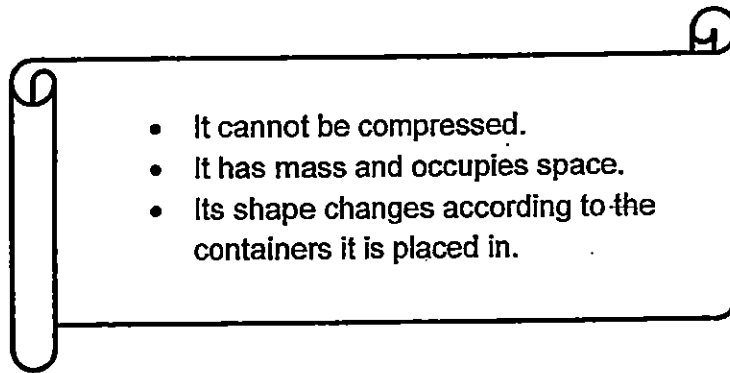 • It cannot be compressed.
• It has mass and occupies space.
• Its shape changes according to the
containers it is placed in.